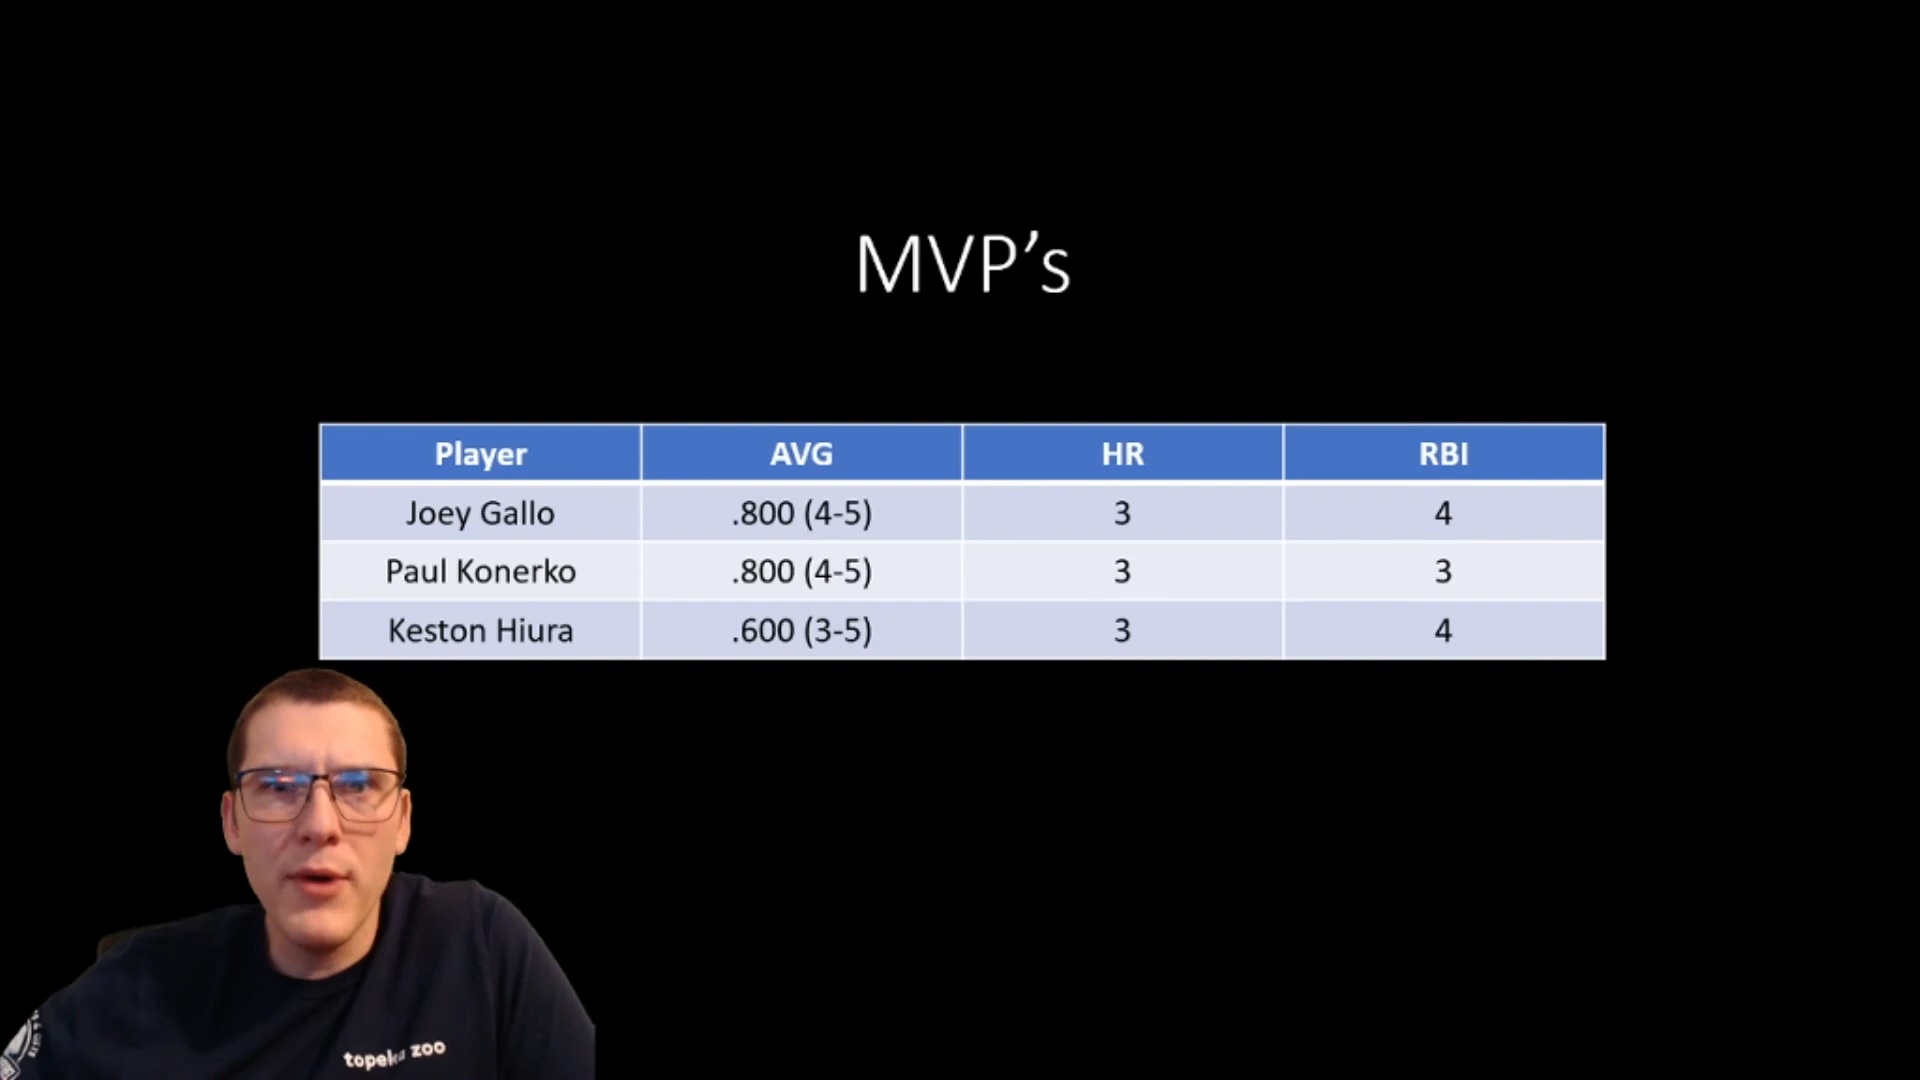 MVP’s
Player AVG HR RBI
Joey Gallo .800 (4-5) 3 4
Paul Konerko .800 (4-5) 3 3
Keston Hiura .600 (3-5) 3 4
topeka zoo